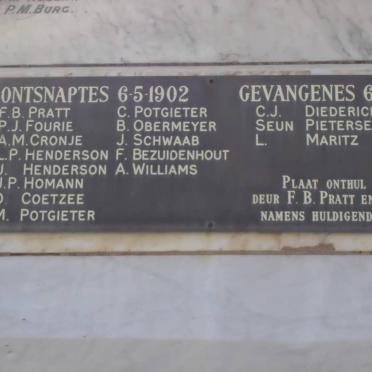 P.M. BURG.
ONTSNAPTES 6-5-1902
F.B. PRATT C. POTGIETER
P.J. FOURIE B. OBERMEYER
A.M. CRONJE J. SCHWAAB
L.P. HENDERSON F. BEZUIDENHOUT
J. HENDERSON A. WILLIAMS
J.P. HOMANN
D. COETZEE
M. POTGIETER
GEVANGENES 6
C.J. DIEDERIC
SEUN PIETERSE
L. MARITZ
PLAAT ONTHUL
DEUR F. B. PRATT EN
NAMENS HULDIGEND